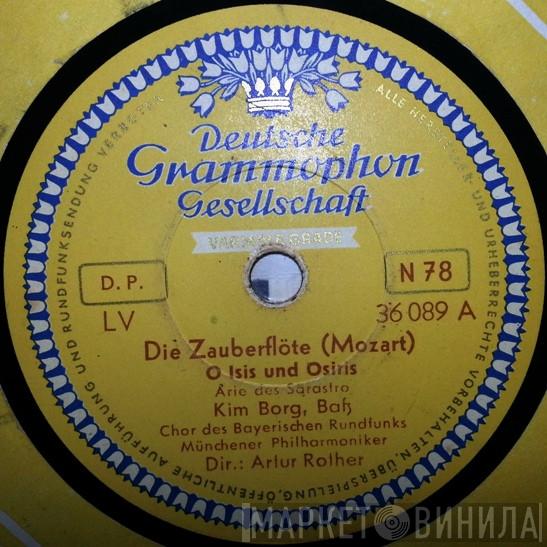 Deutsche
Grammophon
Gesellschaft
VARIABLE GRADE
D. P.
N 78
LV
36 089 A
Die Zauberflöte (Mozart)
O Isis und Osiris
Arie des Sarastro
Kim Borg, Baß
Chor des Bayerischen Rundfunks
Münchener Philharmoniker
Dir.: Artur Rother
ALLE HERSTELLER- UND URHEBERRECHTE VORBEHALTEN. ÜBERSPIELUNG, ÖFFENTLICHE AUFFÜHRUNG UND RUNDFUNKSENDUNG VERBOTEN
МАРКЕТ ВИНИЛА